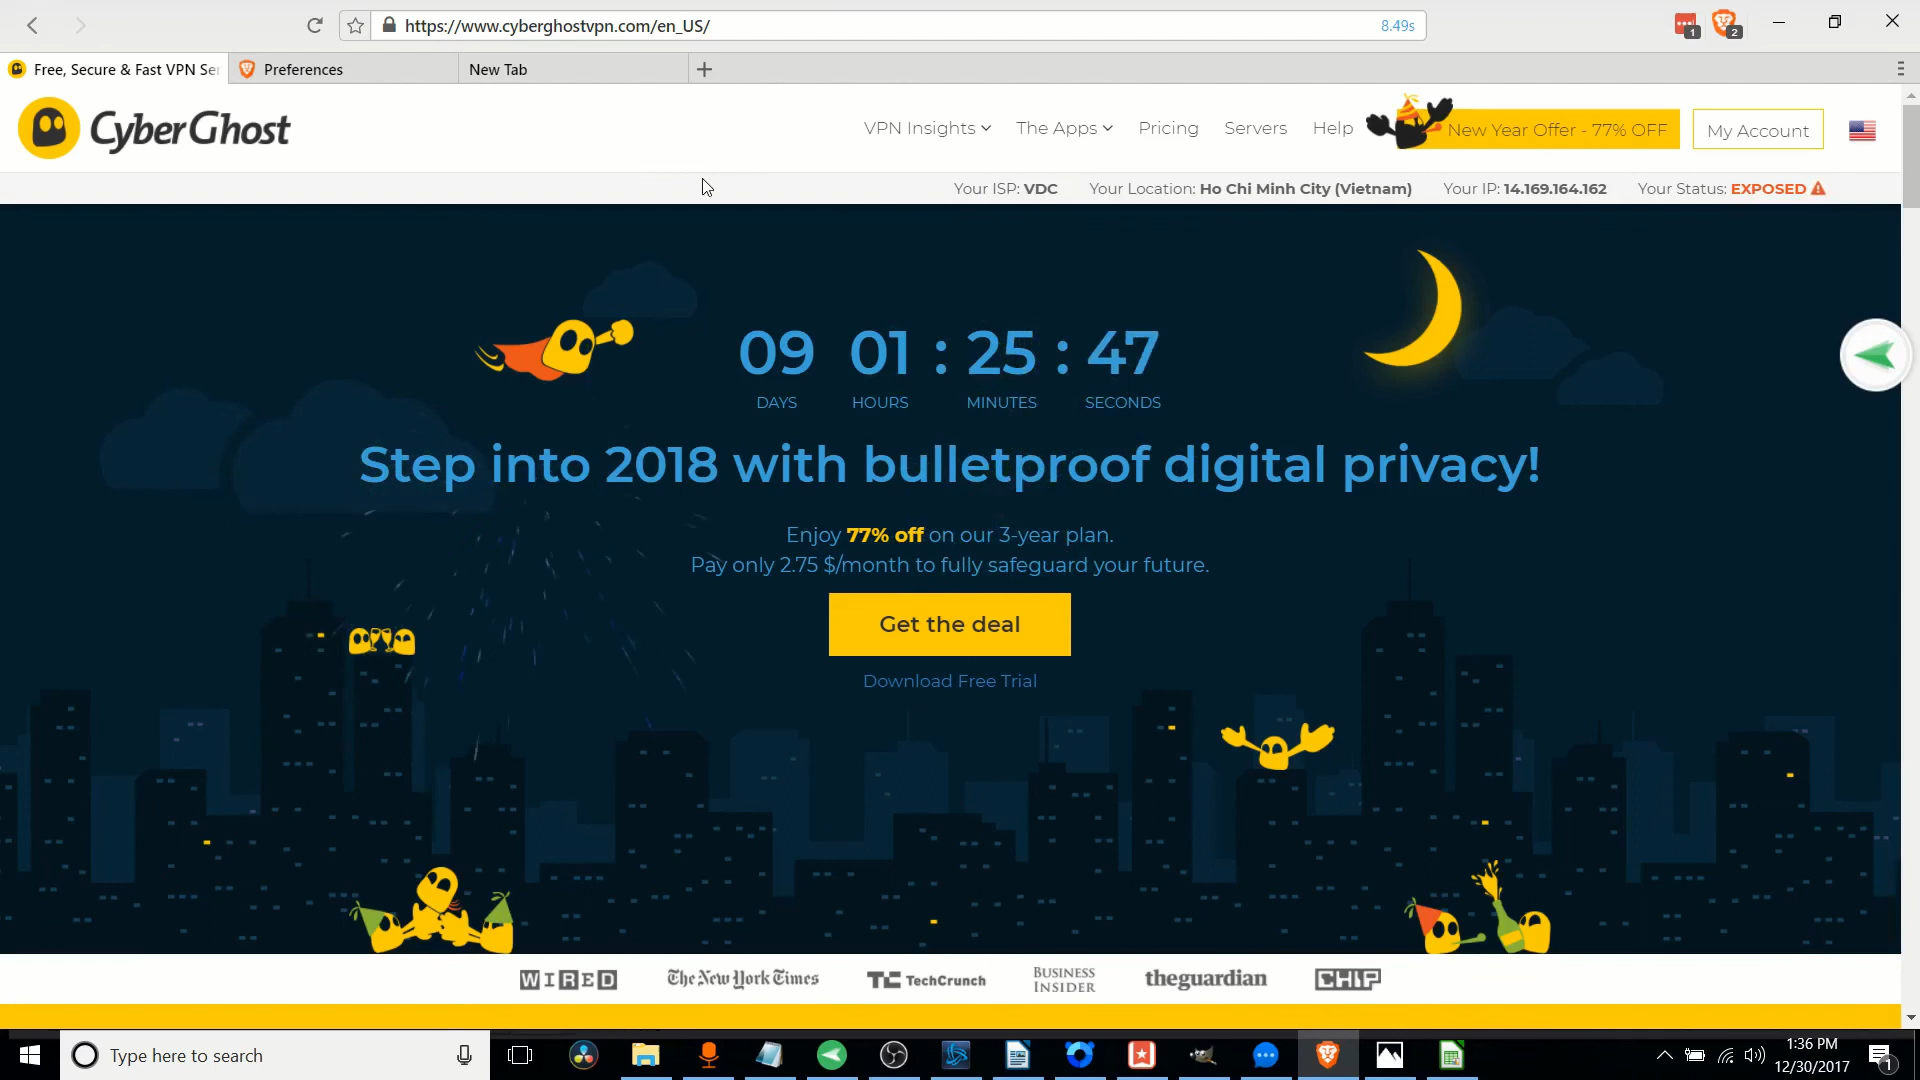 https://www.cyberghostvpn.com/en_US/
8.49s
1
2
Free, Secure & Fast VPN Ser
Preferences
New Tab
CyberGhost
VPN Insights
The Apps
Pricing
Servers
Help
New Year Offer - 77% OFF
My Account
Your ISP: VDC
Your Location: Ho Chi Minh City (Vietnam)
Your IP: 14.169.164.162
Your Status: EXPOSED
09 01 : 25 : 47
DAYS HOURS MINUTES SECONDS
Step into 2018 with bulletproof digital privacy!
Enjoy 77% off on our 3-year plan.
Pay only 2.75 $/month to fully safeguard your future.
Get the deal
Download Free Trial
WIRED
The New York Times
TC TechCrunch
BUSINESS
INSIDER
theguardian
CHIP
Type here to search
1:36 PM
12/30/2017
1